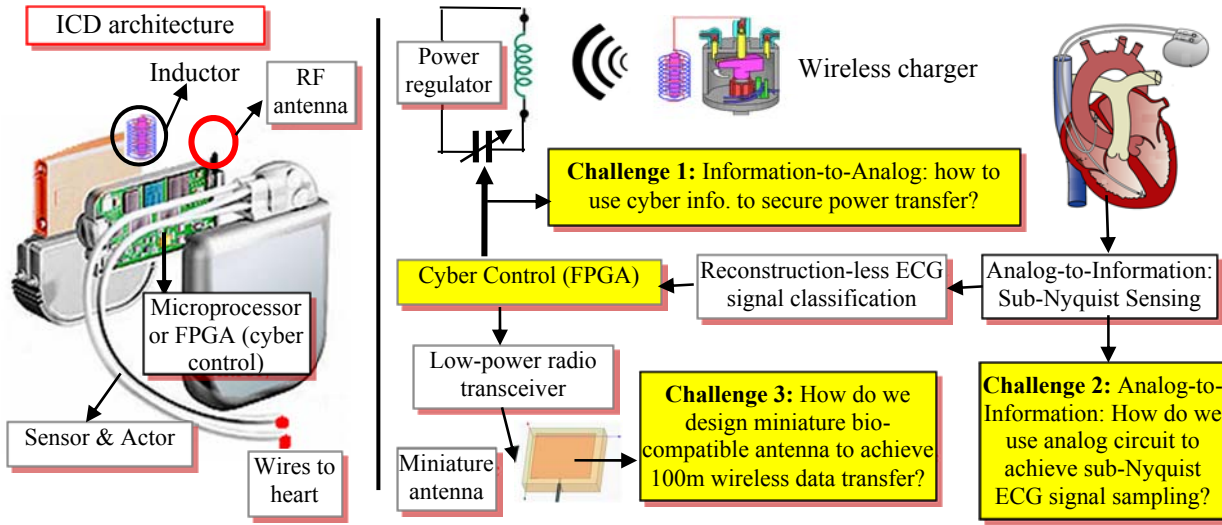 ICD architecture
Inductor
RF
antenna
Microprocessor
or FPGA (cyber
control)
Sensor & Actor
Wires to
heart
Power
regulator
Wireless charger
Challenge 1: Information-to-Analog: how to
use cyber info. to secure power transfer?
Cyber Control (FPGA)
Reconstruction-less ECG
signal classification
Analog-to-Information:
Sub-Nyquist Sensing
Low-power radio
transceiver
Miniature
antenna
Challenge 3: How do we
design miniature bio-
compatible antenna to achieve
100m wireless data transfer?
Challenge 2: Analog-to-
Information: How do we
use analog circuit to
achieve sub-Nyquist
ECG signal sampling?